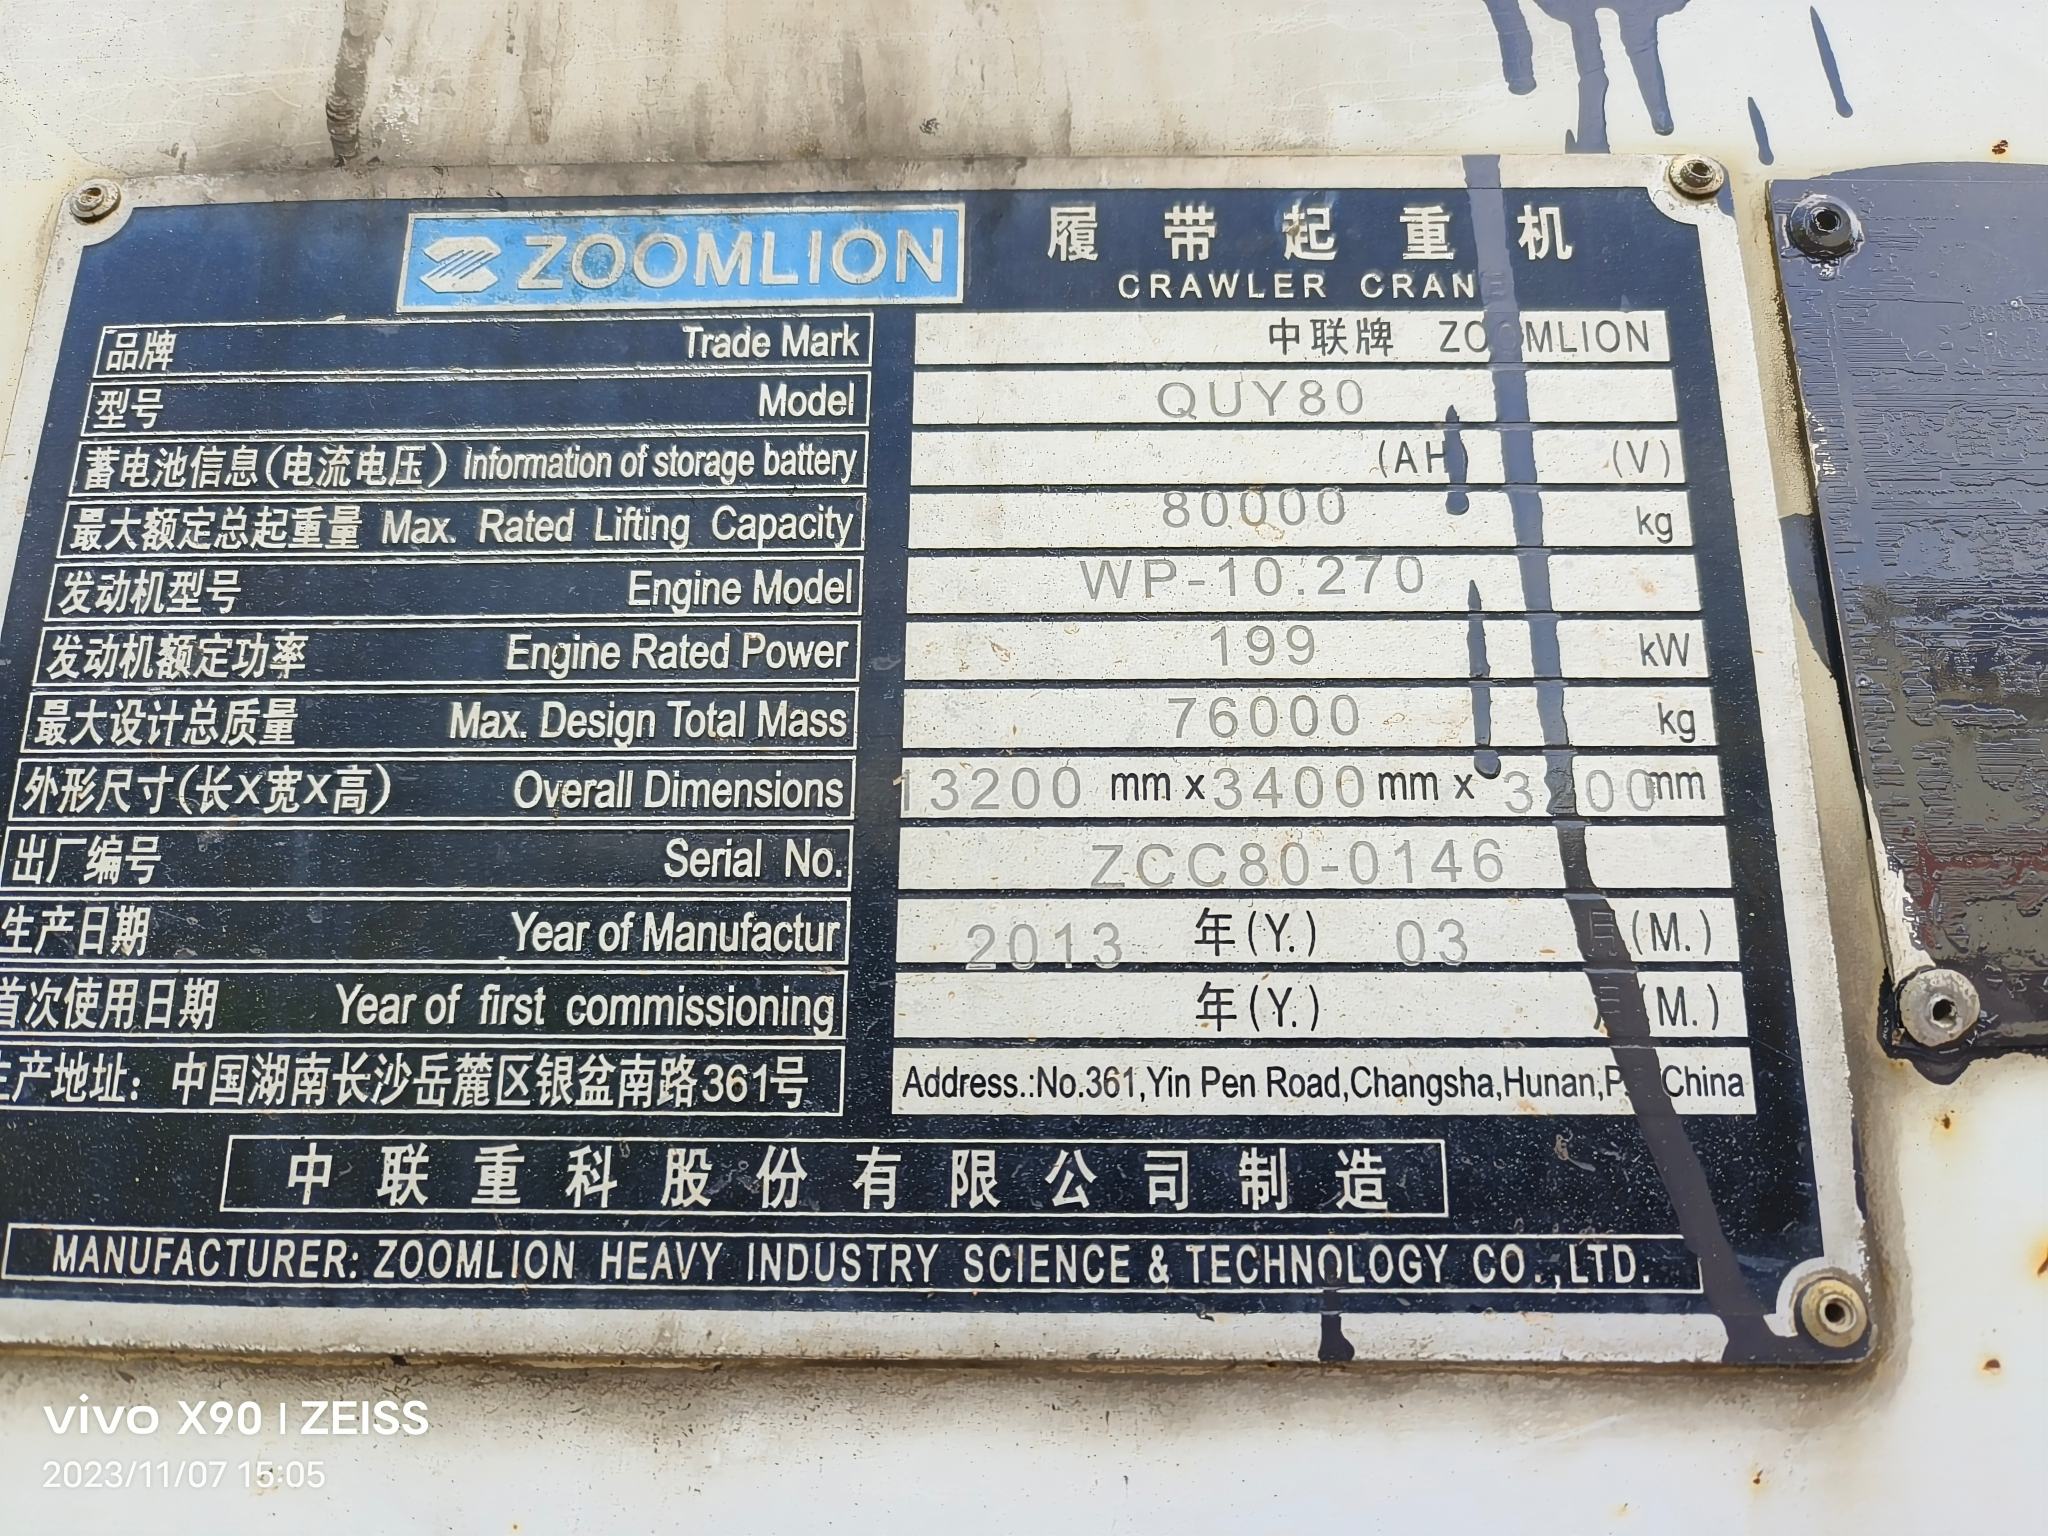 ZOOMLION 履带起重机
CRAWLER CRAN
品牌 Trade Mark 中联牌 ZOOMLION
型号 Model QUY80
蓄电池信息(电流电压) Information of storage battery (AH) (V)
最大额定总起重量 Max. Rated Lifting Capacity 80000 kg
发动机型号 Engine Model WP-10.270
发动机额定功率 Engine Rated Power 199 kW
最大设计总质量 Max. Design Total Mass 76000 kg
外形尺寸(长X宽X高) Overall Dimensions 13200 mm x 3400 mm x mm
出厂编号 Serial No. ZCC80-0146
生产日期 Year of Manufactur 2013 年(Y.) 03 月(M.)
首次使用日期 Year of first commissioning 年(Y.) 月(M.)
生产地址：中国湖南长沙岳麓区银盆南路361号 Address.:No.361,Yin Pen Road,Changsha,Hunan, China
中联重科股份有限公司制造
MANUFACTURER: ZOOMLION HEAVY INDUSTRY SCIENCE & TECHNOLOGY CO.,LTD.
vivo X90 | ZEISS
2023/11/07 15:05